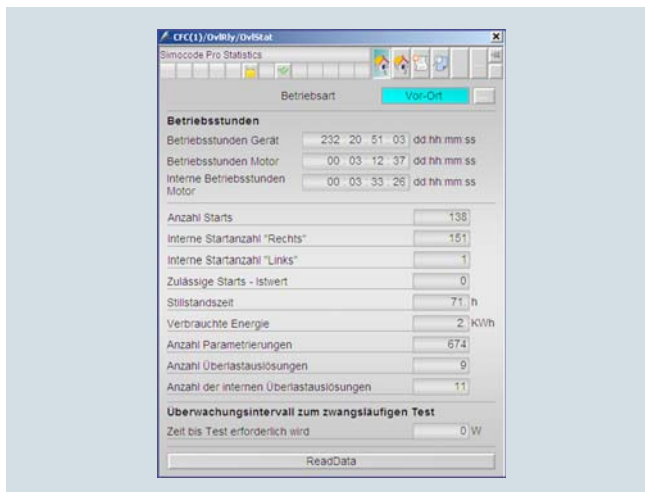 CFC(1)/OvlRly/OvlStat
Simocode Pro Statistics
Betriebsart Vor-Ort
Betriebsstunden
Betriebsstunden Gerät 232 : 20 : 51 : 03 dd:hh:mm:ss
Betriebsstunden Motor 00 : 03 : 12 : 37 dd:hh:mm:ss
Interne Betriebsstunden Motor 00 : 03 : 33 : 26 dd:hh:mm:ss
Anzahl Starts 138
Interne Startanzahl "Rechts" 151
Interne Startanzahl "Links" 1
Zulässige Starts - Istwert 0
Stillstandszeit 71 h
Verbrauchte Energie 2 KWh
Anzahl Parametrierungen 674
Anzahl Überlastauslösungen 9
Anzahl der internen Überlastauslösungen 11
Überwachungsintervall zum zwangsläufigen Test
Zeit bis Test erforderlich wird 0 W
ReadData